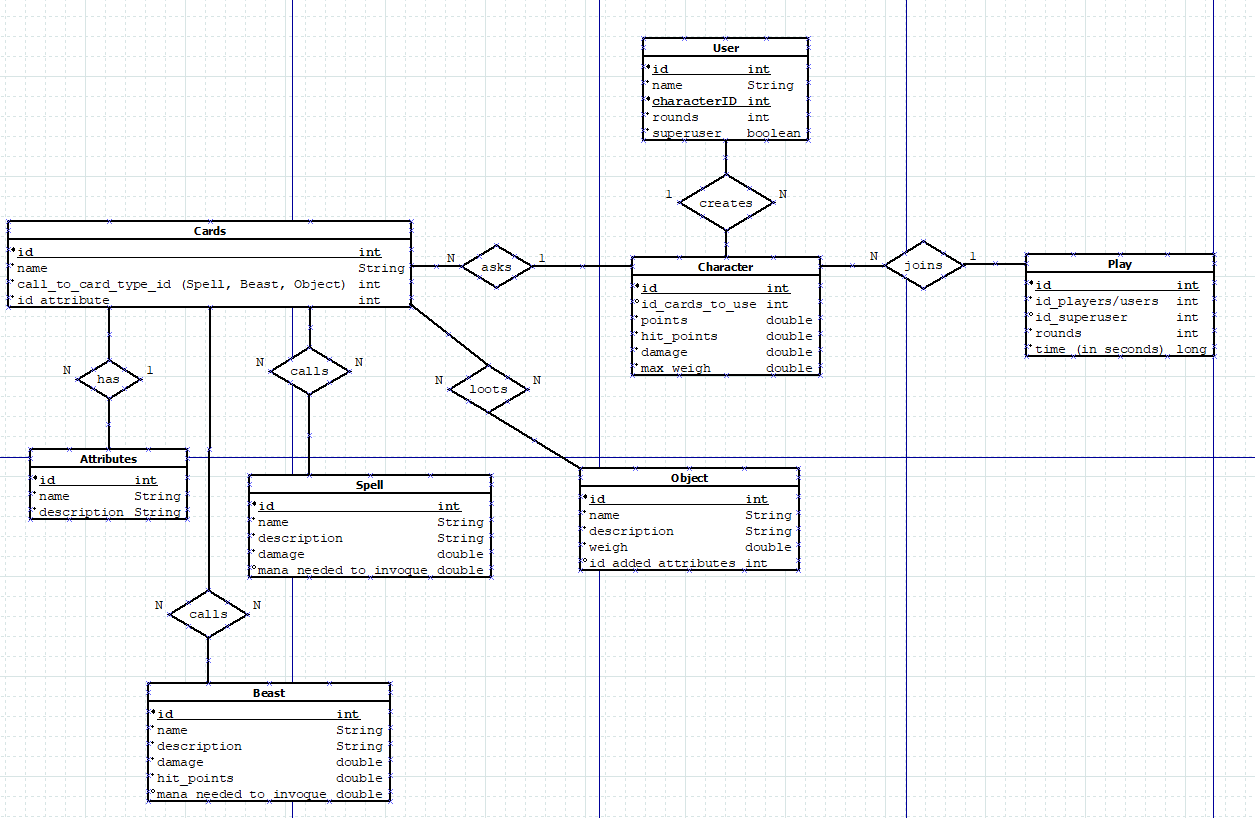 User
id int
name String
characterID int
rounds int
superuser boolean
1 creates N
Cards
id int
name String
call_to_card_type_id (Spell, Beast, Object) int
id attribute int
N asks 1
Character
id int
id_cards_to_use int
points double
hit_points double
damage double
max weigh double
N joins 1
Play
id int
id_players/users int
id_superuser int
rounds int
time (in seconds) long
N has 1
N calls N
N loots N
Attributes
id int
name String
description String
Spell
id int
name String
description String
damage double
mana needed to invoque double
Object
id int
name String
description String
weigh double
id added attributes int
N calls N
Beast
id int
name String
description String
damage double
hit_points double
mana needed to invoque double